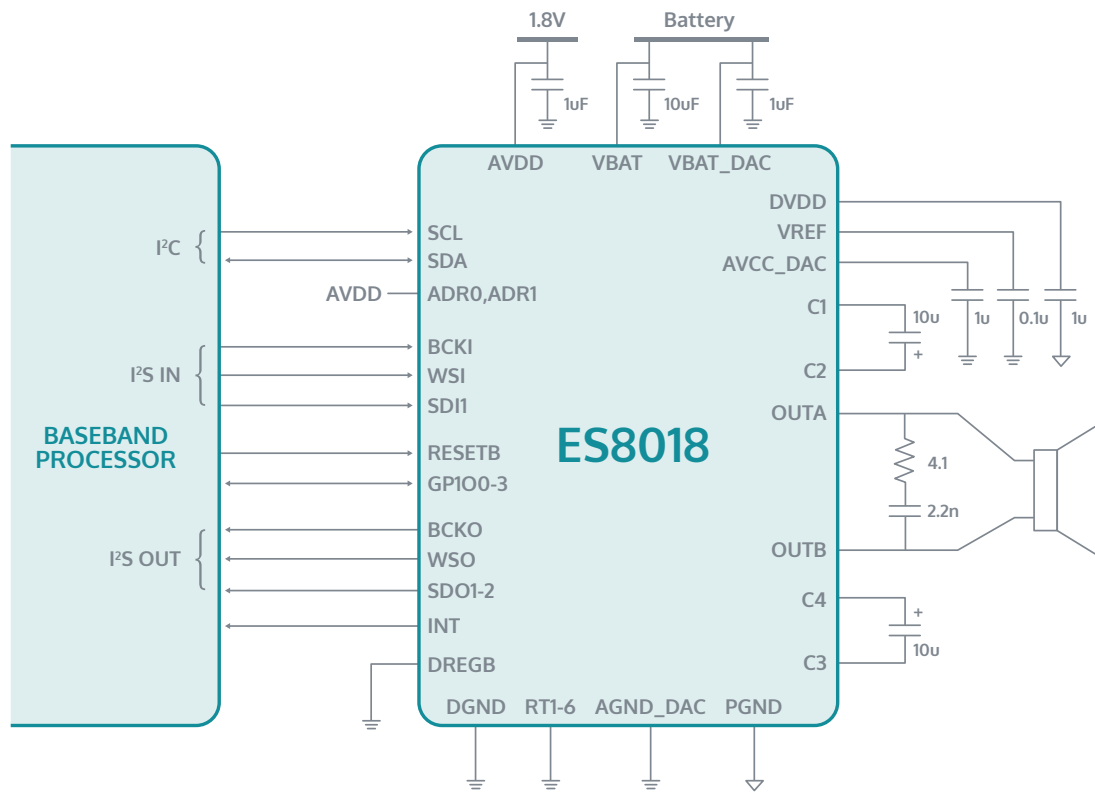 1.8V
Battery
1uF
10uF
1uF
AVDD
VBAT
VBAT_DAC
DVDD
VREF
AVCC_DAC
1u
0.1u
1u
I²C
SCL
SDA
AVDD
ADR0,ADR1
C1
10u
+
C2
I²S IN
BCKI
WSI
SDI1
BASEBAND
PROCESSOR
ES8018
OUTA
4.1
2.2n
OUTB
RESETB
GP1O0-3
I²S OUT
BCKO
WSO
SDO1-2
INT
DREGB
C4
+
10u
C3
DGND
RT1-6
AGND_DAC
PGND